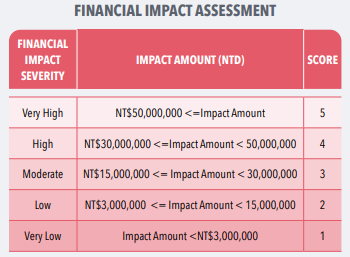 FINANCIAL IMPACT ASSESSMENT
FINANCIAL
IMPACT
SEVERITY
IMPACT AMOUNT (NTD)
SCORE
Very High NT$50,000,000 <=Impact Amount 5
High NT$30,000,000 <=Impact Amount < 50,000,000 4
Moderate NT$15,000,000 <= Impact Amount < 30,000,000 3
Low NT$3,000,000 <= Impact Amount < 15,000,000 2
Very Low Impact Amount <NT$3,000,000 1